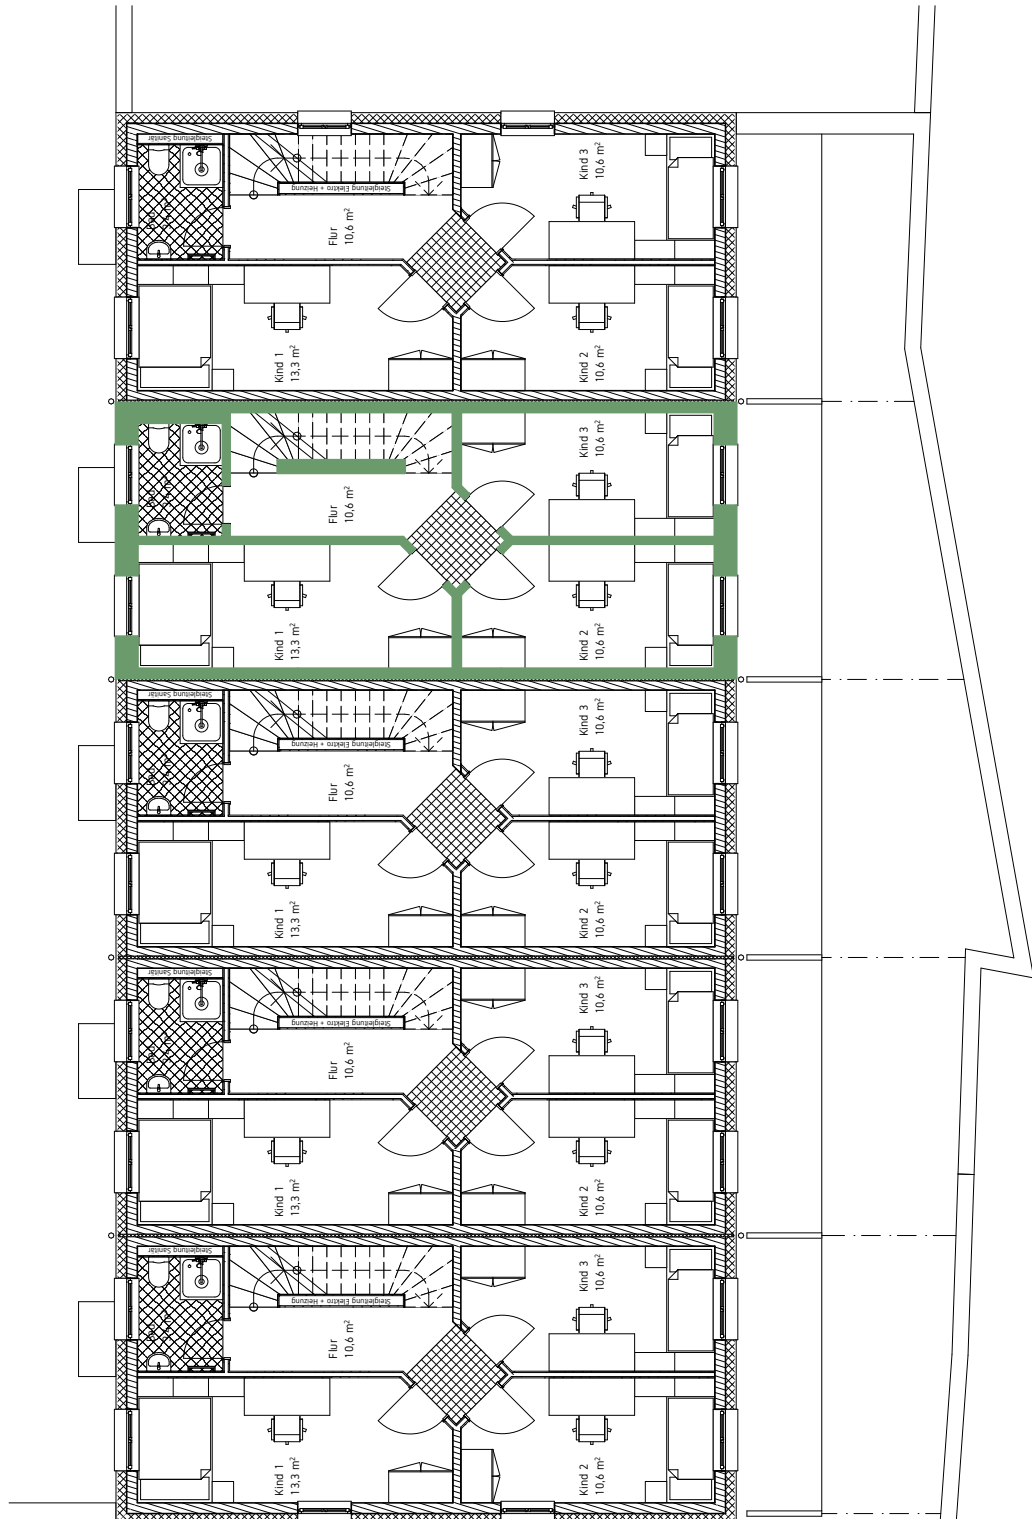 Steigleitung Sanitär
Steigleitung Elektro + Heizung
Flur
10,6 m²
Kind 3
10,6 m²
Kind 1
13,3 m²
Kind 2
10,6 m²
Flur
10,6 m²
Kind 3
10,6 m²
Kind 1
13,3 m²
Kind 2
10,6 m²
Steigleitung Sanitär
Steigleitung Elektro + Heizung
Flur
10,6 m²
Kind 3
10,6 m²
Kind 1
13,3 m²
Kind 2
10,6 m²
Steigleitung Sanitär
Steigleitung Elektro + Heizung
Flur
10,6 m²
Kind 3
10,6 m²
Kind 1
13,3 m²
Kind 2
10,6 m²
Steigleitung Sanitär
Steigleitung Elektro + Heizung
Flur
10,6 m²
Kind 3
10,6 m²
Kind 1
13,3 m²
Kind 2
10,6 m²